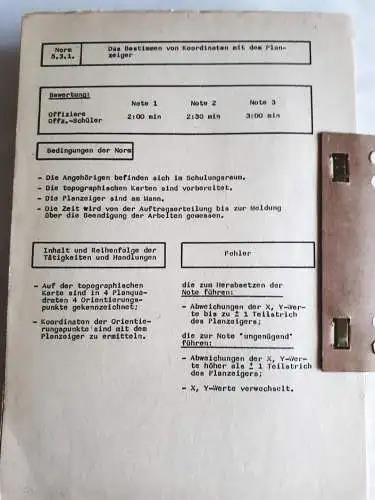 Norm
5.3.1.
Das Bestimmen von Koordinaten mit dem Plan-
zeiger
Bewertung:
Note 1 Note 2 Note 3
Offiziere
Offz.-Schüler 2:00 min 2:30 min 3:00 min
Bedingungen der Norm
- Die Angehörigen befinden sich im Schulungsraum.
- Die topographischen Karten sind vorbereitet.
- Die Planzeiger sind am Mann.
- Die Zeit wird von der Auftragserteilung bis zur Meldung
über die Beendigung der Arbeiten gemessen.
Inhalt und Reihenfolge der
Tätigkeiten und Handlungen
- Auf der topographischen
Karte sind in 4 Planqua-
draten 4 Orientierungs-
punkte gekennzeichnet;
- Koordinaten der Orientie-
rungspunkte sind mit dem
Planzeiger zu ermitteln.
Fehler
die zum Herabsetzen der
Note führen:
- Abweichungen der X, Y-Wer-
te bis zu ± 1 Teilstrich
des Planzeigers;
die zur Note "ungenügend"
führen:
- Abweichungen der X, Y-Wer-
te höher als ± 1 Teilstrich
des Planzeigers;
- X, Y-Werte verwechselt.